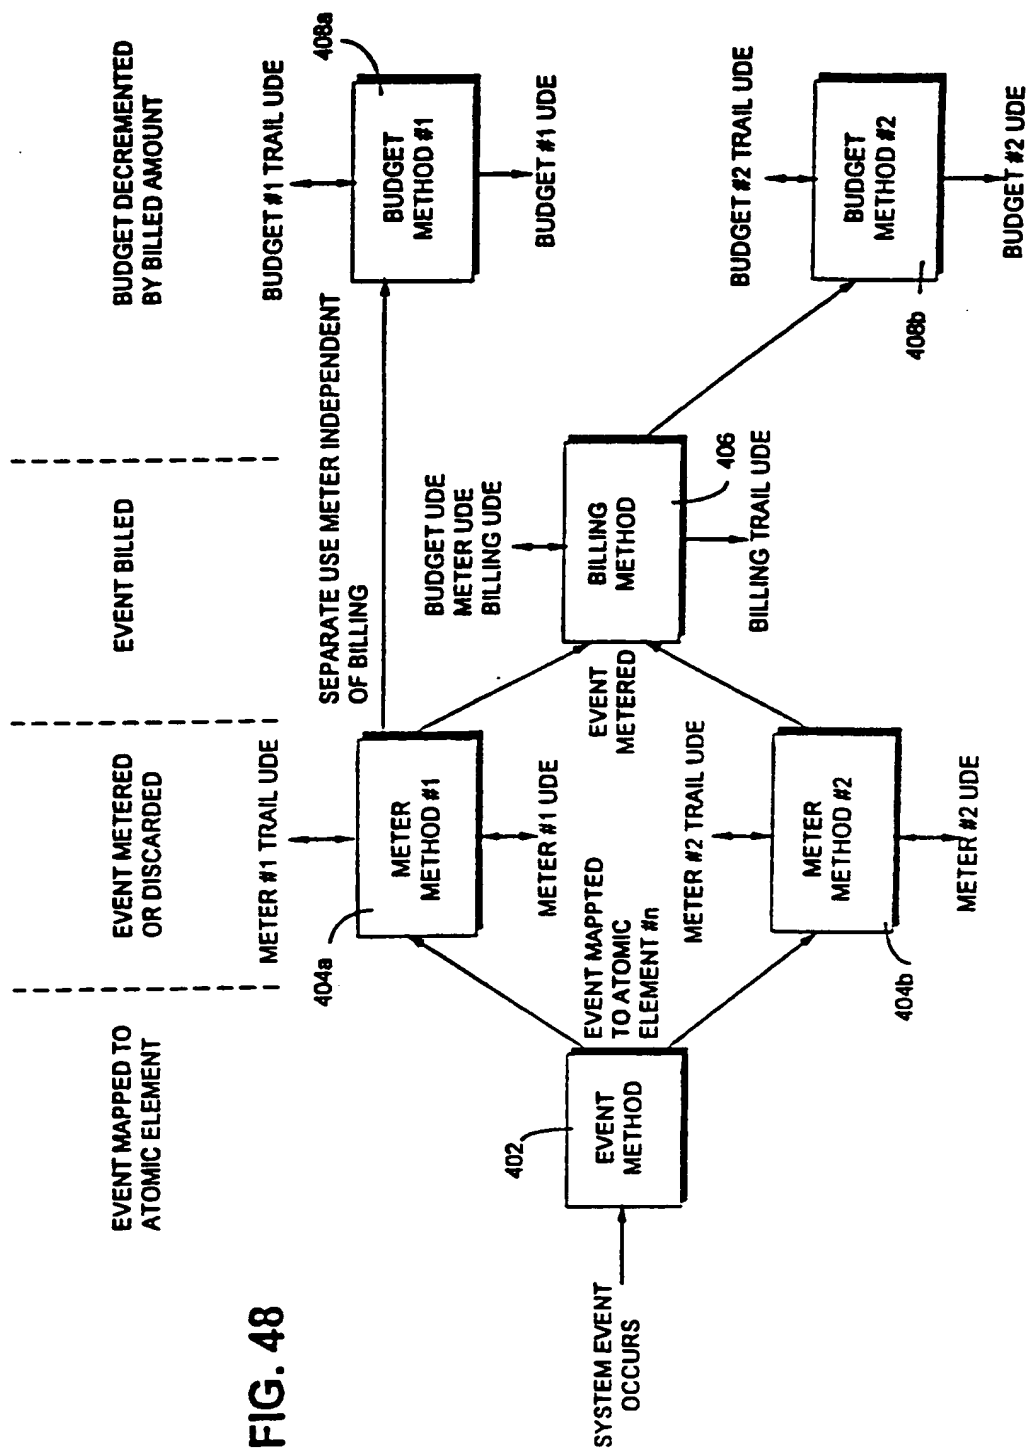 FIG. 48
EVENT MAPPED TO
ATOMIC ELEMENT
EVENT METERED
OR DISCARDED
EVENT BILLED
BUDGET DECREMENTED
BY BILLED AMOUNT
SYSTEM EVENT
OCCURS
402
EVENT
METHOD
EVENT MAPPTED
TO ATOMIC
ELEMENT #n
404a
METER #1 TRAIL UDE
METER
METHOD #1
METER #1 UDE
METER #2 TRAIL UDE
METER
METHOD #2
404b
METER #2 UDE
SEPARATE USE METER INDEPENDENT
OF BILLING
EVENT
METERED
BUDGET UDE
METER UDE
BILLING UDE
BILLING
METHOD
406
BILLING TRAIL UDE
BUDGET #1 TRAIL UDE
408a
BUDGET
METHOD #1
BUDGET #1 UDE
BUDGET #2 TRAIL UDE
BUDGET
METHOD #2
408b
BUDGET #2 UDE